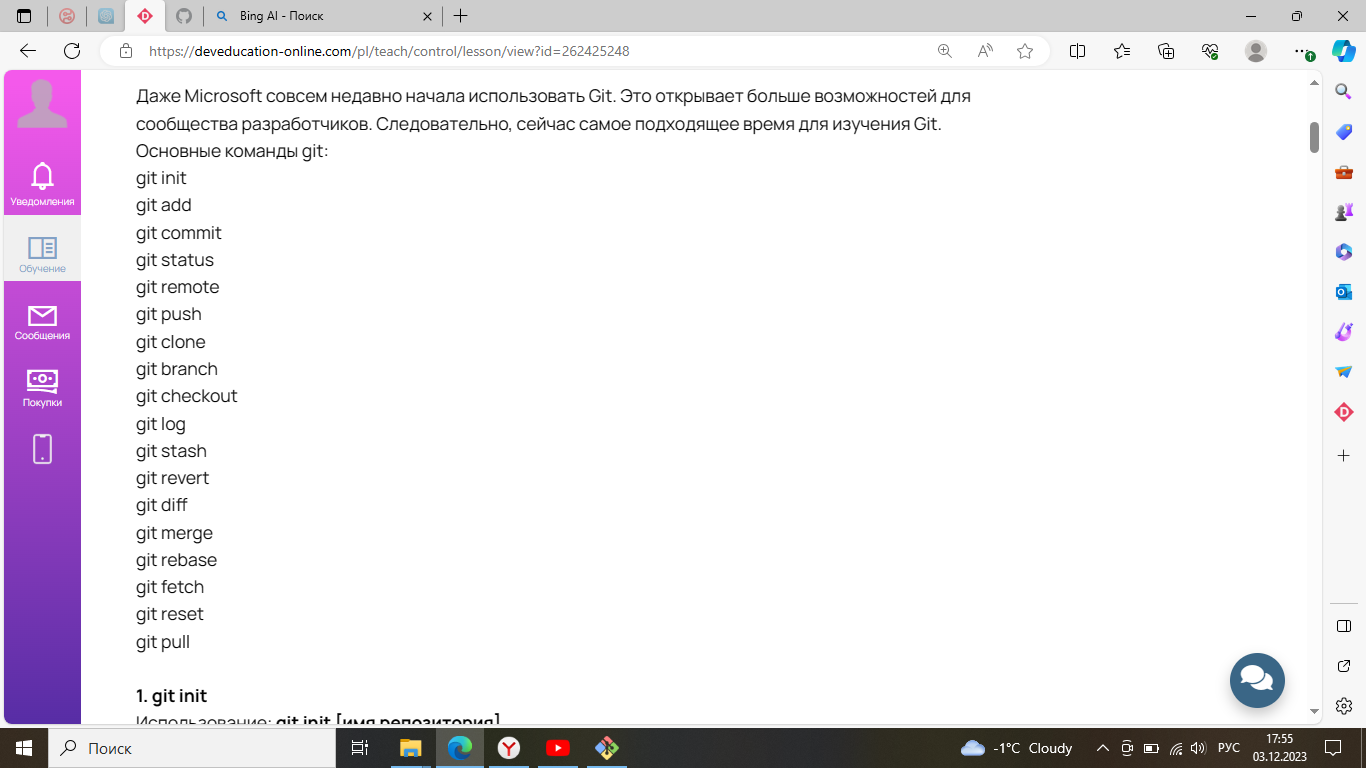 Bing AI - Поиск
https://deveducation-online.com/pl/teach/control/lesson/view?id=262425248
Даже Microsoft совсем недавно начала использовать Git. Это открывает больше возможностей для
сообщества разработчиков. Следовательно, сейчас самое подходящее время для изучения Git.
Основные команды git:
git init
git add
git commit
git status
git remote
git push
git clone
git branch
git checkout
git log
git stash
git revert
git diff
git merge
git rebase
git fetch
git reset
git pull
1. git init
Использование: git init [имя репозитория]
Уведомления
Обучение
Сообщения
Покупки
Поиск
-1°C Cloudy
РУС
17:55
03.12.2023